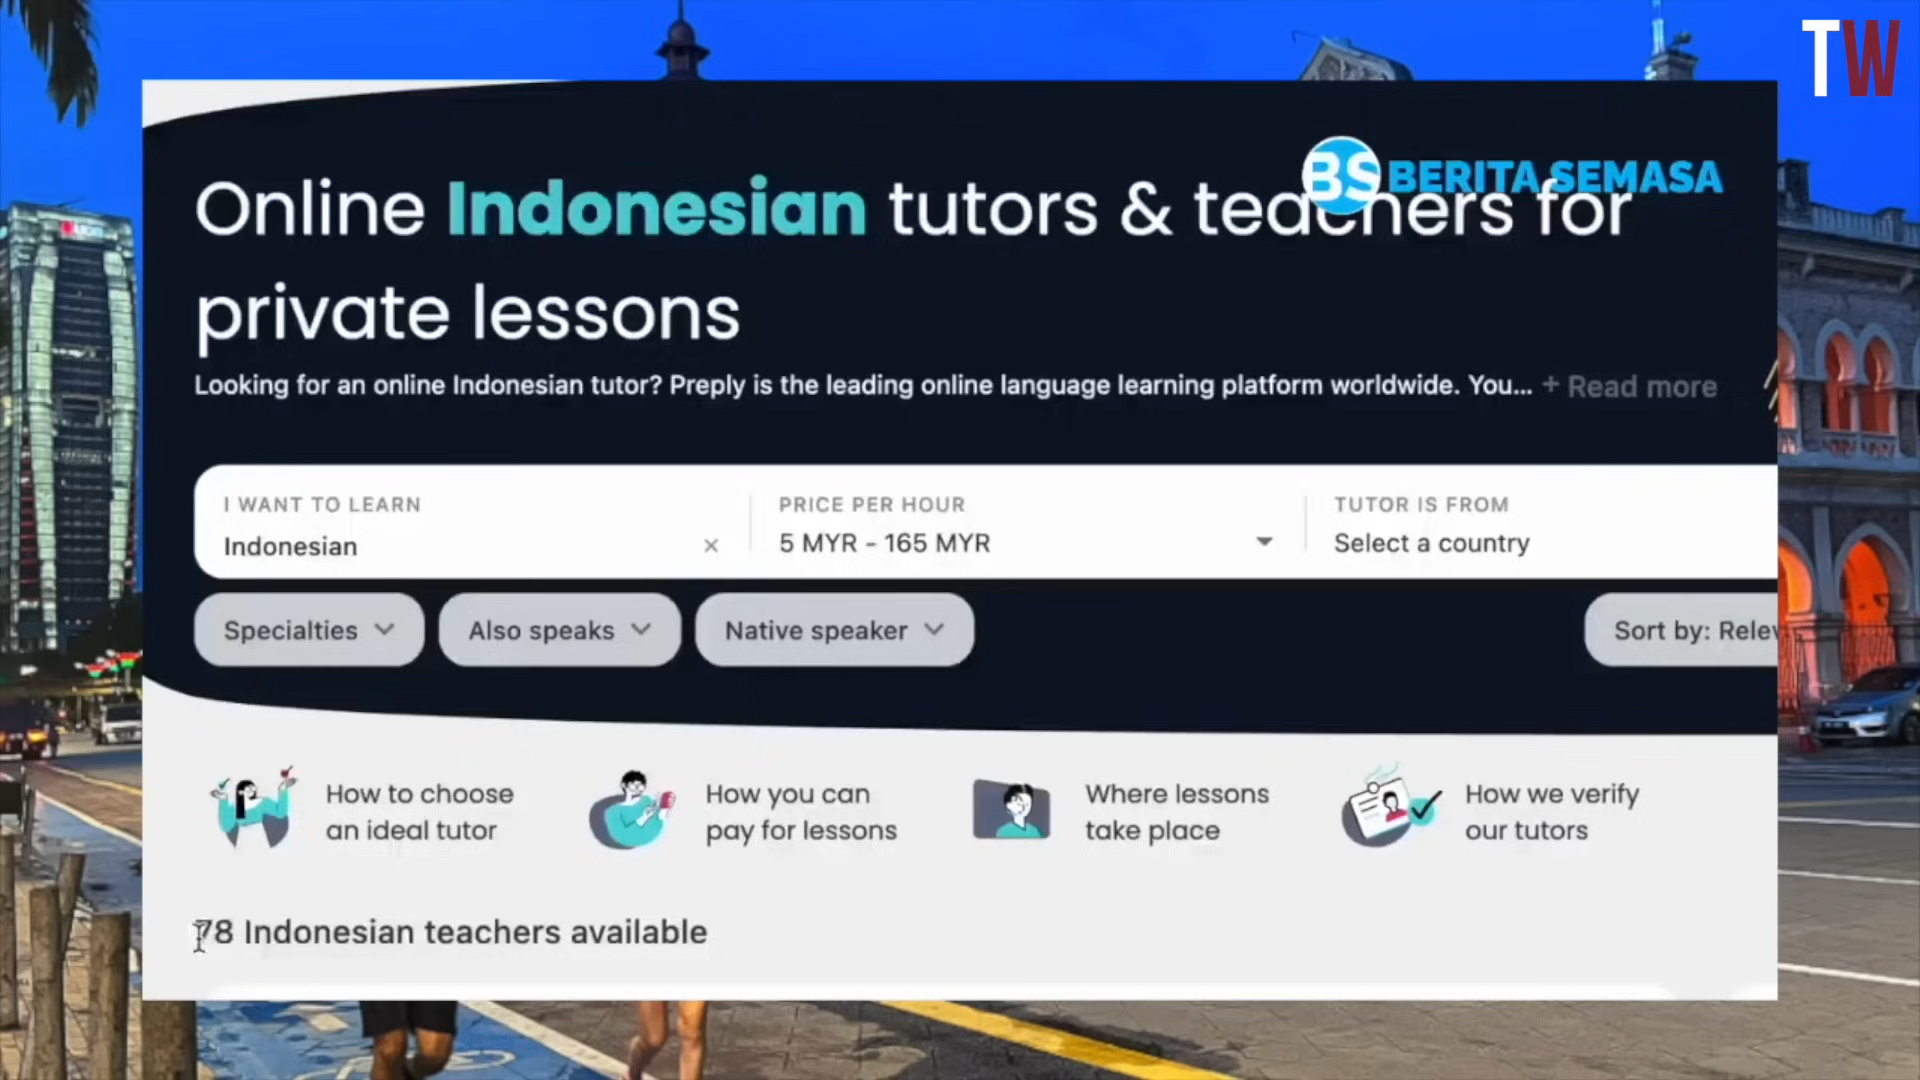 TW
BS BERITA SEMASA
Online Indonesian tutors & teachers for
private lessons
Looking for an online Indonesian tutor? Preply is the leading online language learning platform worldwide. You... + Read more
I WANT TO LEARN
Indonesian
PRICE PER HOUR
5 MYR - 165 MYR
TUTOR IS FROM
Select a country
Specialties
Also speaks
Native speaker
Sort by: Relev
How to choose
an ideal tutor
How you can
pay for lessons
Where lessons
take place
How we verify
our tutors
78 Indonesian teachers available